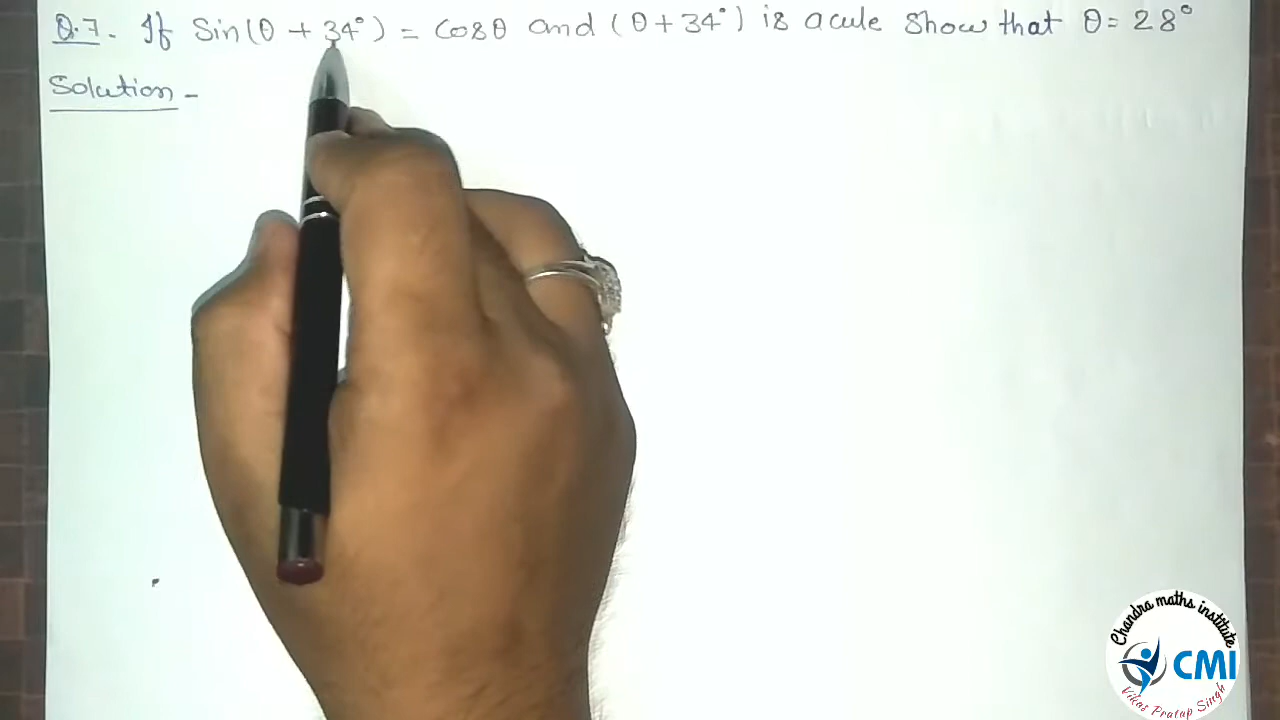 Q.7. If Sin(θ + 34°) = Cosθ and (θ + 34°) is acute show that θ = 28°
Solution -
Chandra maths institute
CMI
Vikas Pratap Singh